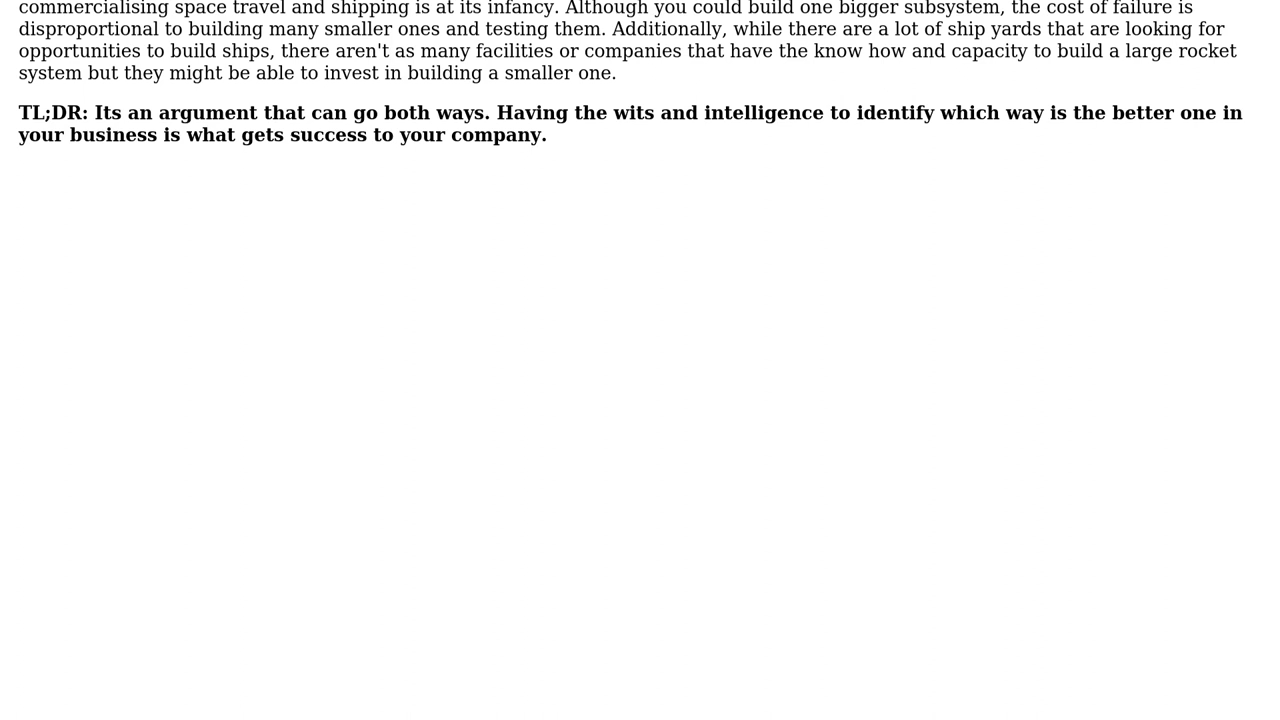 commercialising space travel and shipping is at its infancy. Although you could build one bigger subsystem, the cost of failure is
disproportional to building many smaller ones and testing them. Additionally, while there are a lot of ship yards that are looking for
opportunities to build ships, there aren't as many facilities or companies that have the know how and capacity to build a large rocket
system but they might be able to invest in building a smaller one.
TL;DR: Its an argument that can go both ways. Having the wits and intelligence to identify which way is the better one in
your business is what gets success to your company.